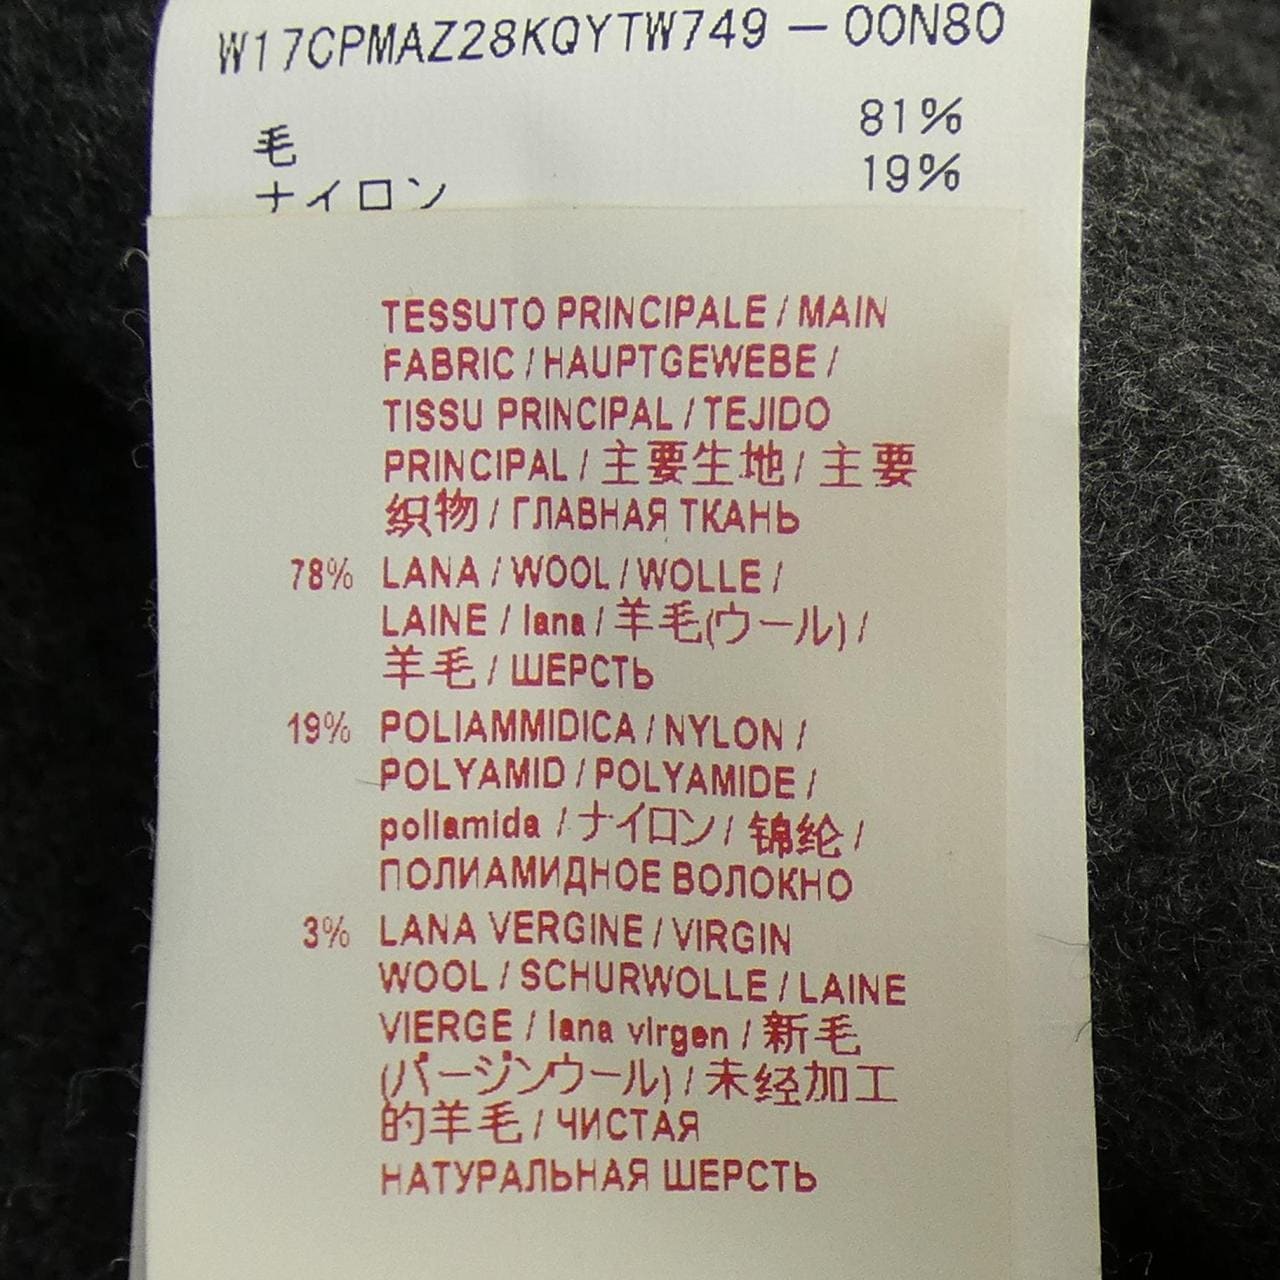 W17CPMAZ28KQYTW749 — 00N80
毛 81%
ナイロン 19%
TESSUTO PRINCIPALE / MAIN
FABRIC / HAUPTGEWEBE /
TISSU PRINCIPAL / TEJIDO
PRINCIPAL / 主要生地 / 主要
织物 / ГЛАВНАЯ ТКАНЬ
78% LANA / WOOL / WOLLE /
LAINE / lana / 羊毛(ウール) /
羊毛 / ШЕРСТЬ
19% POLIAMMIDICA / NYLON /
POLYAMID / POLYAMIDE /
poliamida / ナイロン / 锦纶 /
ПОЛИАМИДНОЕ ВОЛОКНО
3% LANA VERGINE / VIRGIN
WOOL / SCHURWOLLE / LAINE
VIERGE / lana virgen / 新毛
(バージンウール) / 未经加工
的羊毛 / ЧИСТАЯ
НАТУРАЛЬНАЯ ШЕРСТЬ